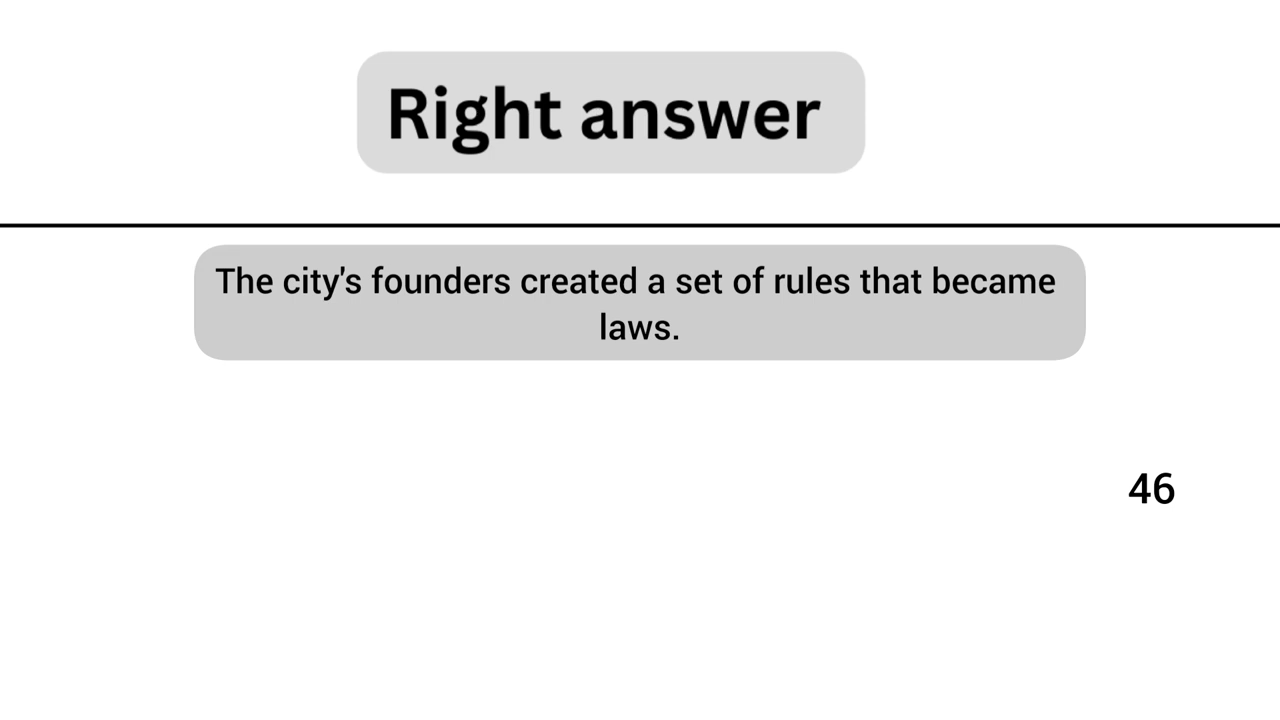 Right answer
The city's founders created a set of rules that became
laws.
46